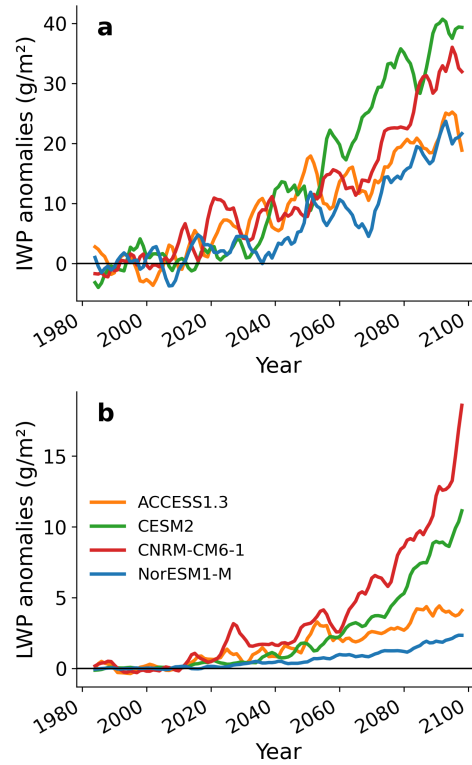 a
IWP anomalies (g/m²)
40
30
20
10
0
1980 2000 2020 2040 2060 2080 2100
Year
b
LWP anomalies (g/m²)
15
10
5
0
ACCESS1.3
CESM2
CNRM-CM6-1
NorESM1-M
1980 2000 2020 2040 2060 2080 2100
Year